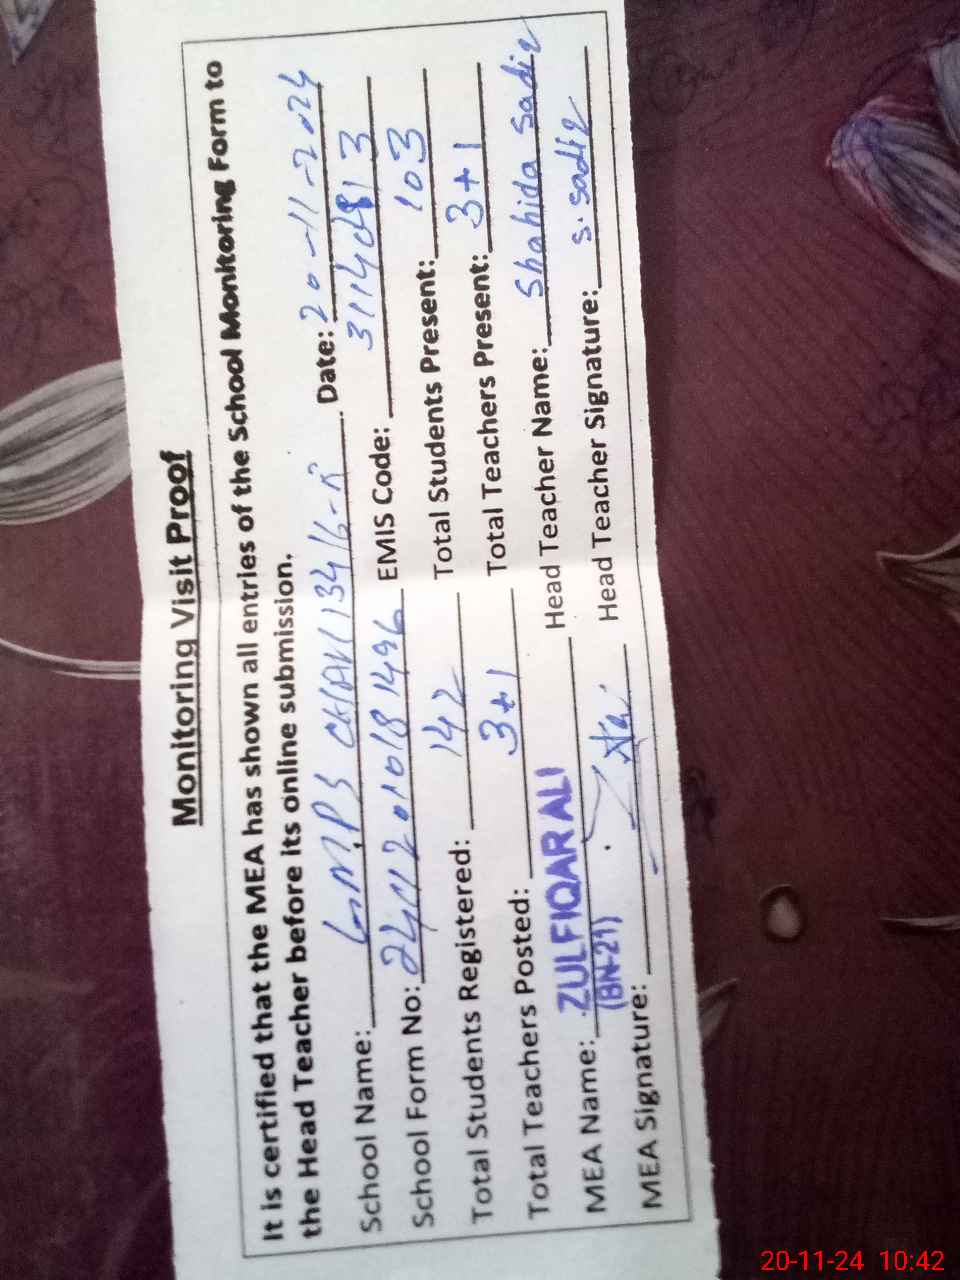 Monitoring Visit Proof
It is certified that the MEA has shown all entries of the School Monitoring Form to
the Head Teacher before its online submission.
School Name: GMPS CHAK 134 16-R Date: 20-11-2024
School Form No: EMIS Code:
Total Students Registered: 142 Total Students Present: 103
Total Teachers Posted: 3+1 Total Teachers Present: 3+1
MEA Name: ZULFIQAR ALI Head Teacher Name: Shahida Sadiq
(BN-21)
MEA Signature: Head Teacher Signature: S. Sadiq
20-11-24 10:42